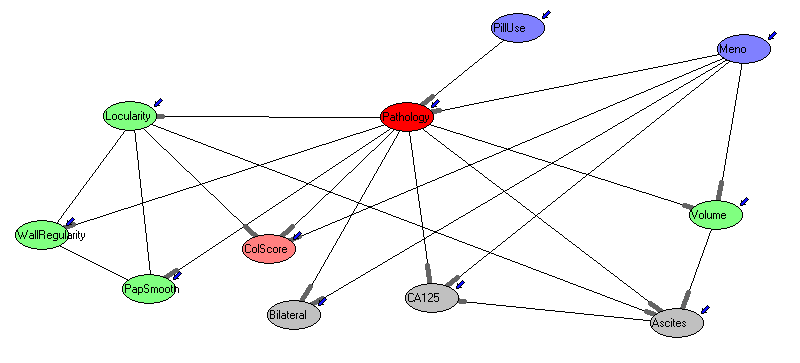 PillUse
Meno
Locularity
Pathology
Volume
WallRegularity
ColScore
PapSmooth
CA125
Bilateral
Ascites